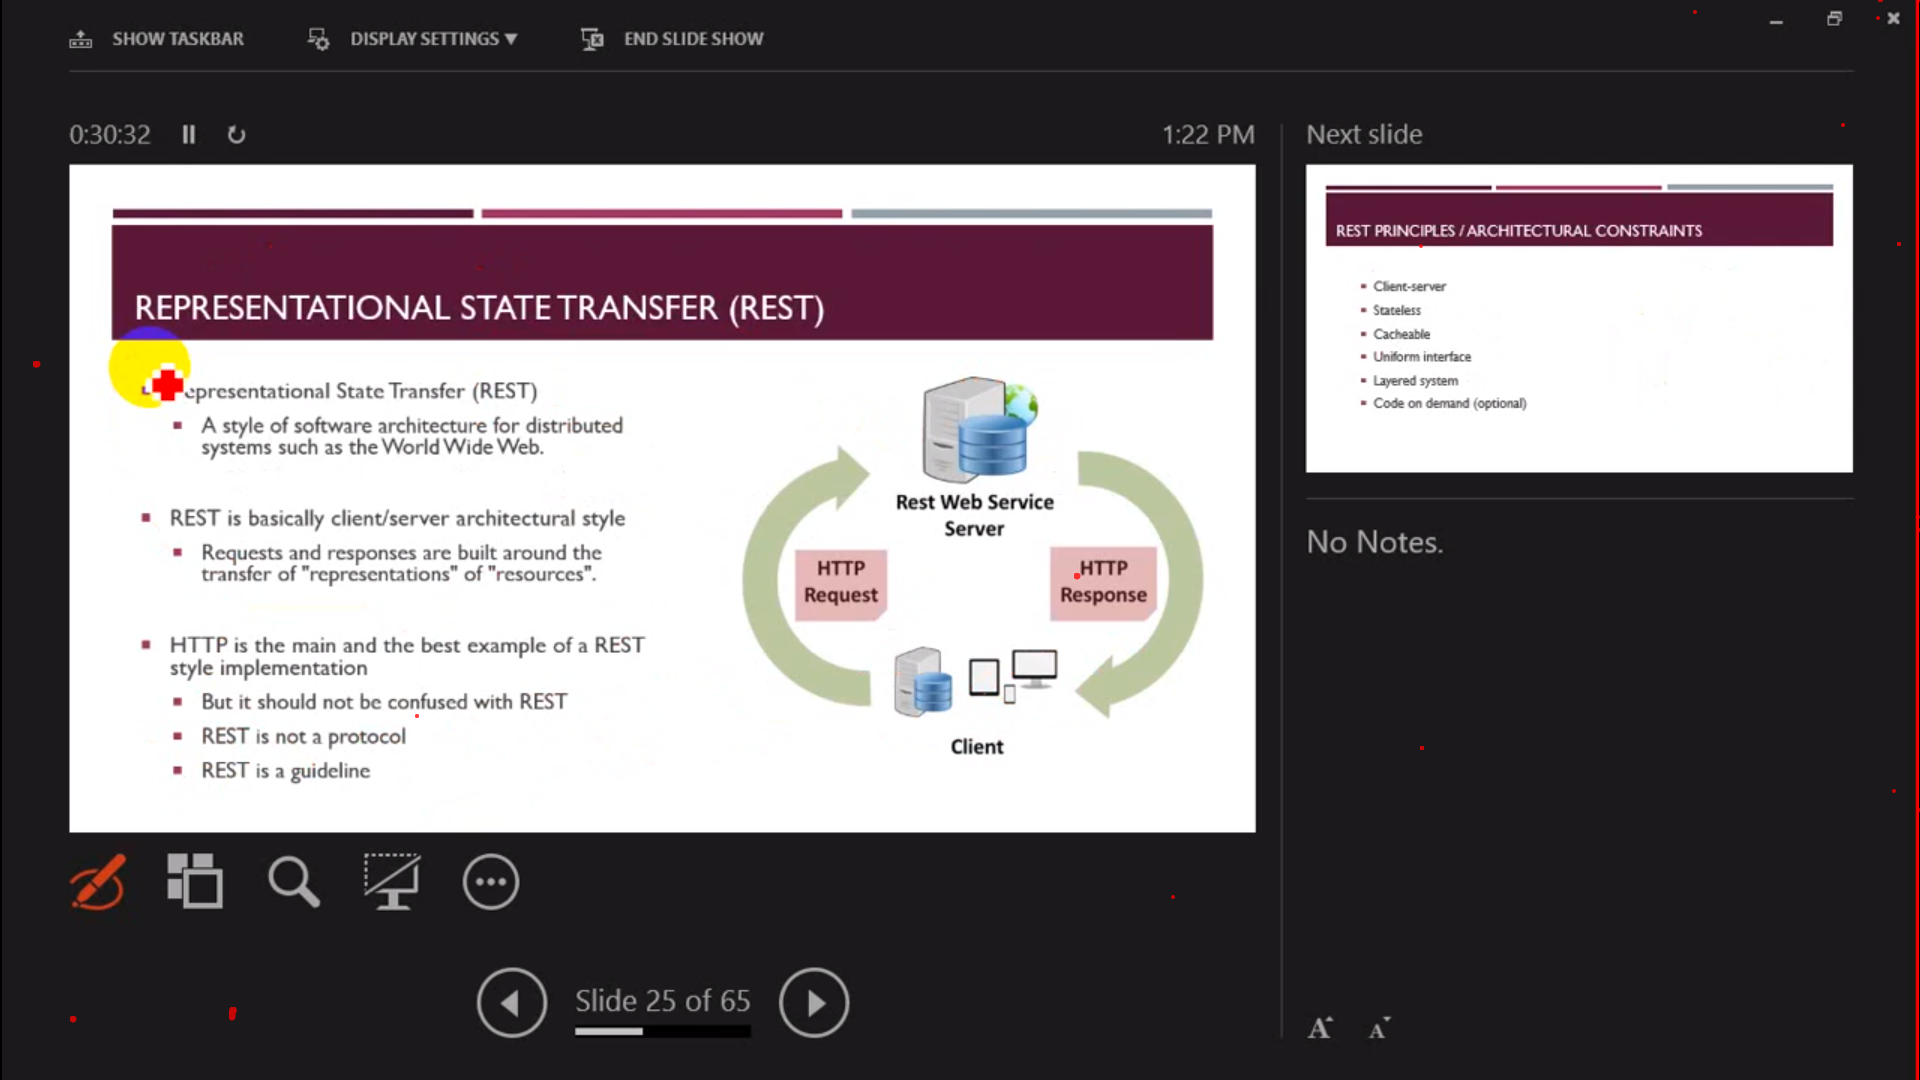 SHOW TASKBAR
DISPLAY SETTINGS
END SLIDE SHOW
0:30:32
1:22 PM
REPRESENTATIONAL STATE TRANSFER (REST)
epresentational State Transfer (REST)
A style of software architecture for distributed
systems such as the World Wide Web.
REST is basically client/server architectural style
Requests and responses are built around the
transfer of "representations" of "resources".
HTTP is the main and the best example of a REST
style implementation
But it should not be confused with REST
REST is not a protocol
REST is a guideline
Rest Web Service
Server
HTTP
Request
HTTP
Response
Client
Next slide
REST PRINCIPLES / ARCHITECTURAL CONSTRAINTS
Client-server
Stateless
Cacheable
Uniform interface
Layered system
Code on demand (optional)
No Notes.
Slide 25 of 65
A A